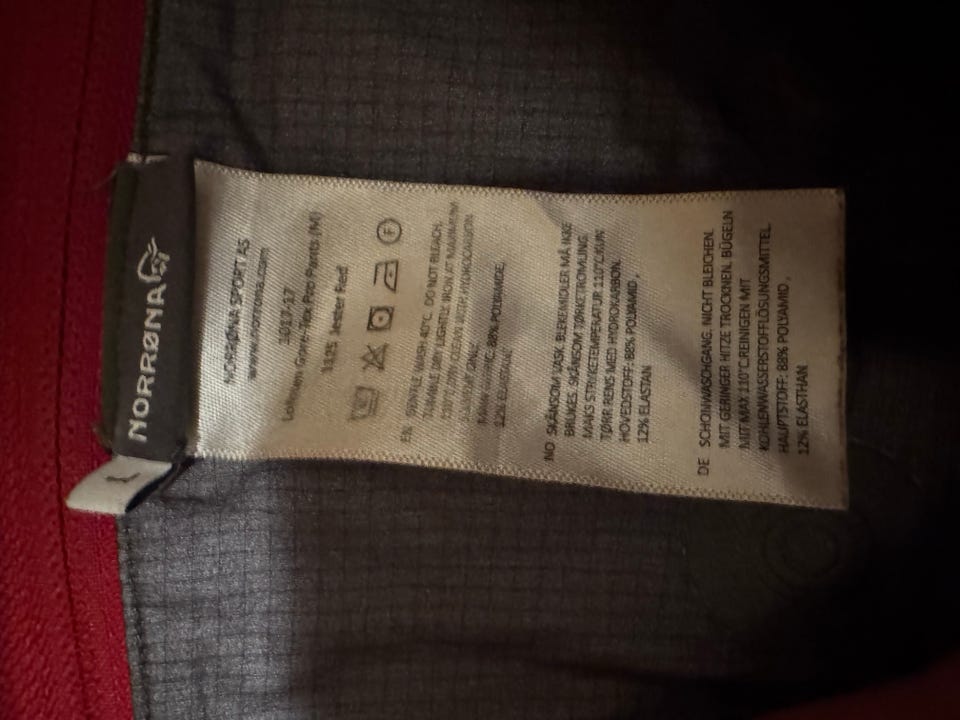 NORRØNA
L
NORRØNA SPORT AS
www.norrona.com
1017-17
Lofoten Gore-Tex Pro Pants (M)
1125 Jester Red
F
EN GENTLE WASH 40°C. DO NOT BLEACH.
TUMBLE DRY LIGHTLY. IRON AT MAXIMUM
110°C. DRY CLEAN WITH HYDROCARBON
SOLVENT ONLY.
MAIN FABRIC: 88% POLYAMIDE,
12% ELASTANE
NO SKÅNSOM VASK. BLEKEMIDLER MÅ IKKE
BRUKES. SKÅNSOM TØRKETROMLING.
MAKS STRYKETEMPERATUR 110°C. KUN
TØRR RENS MED HYDROKARBON.
HOVEDSTOFF: 88% POLYAMID,
12% ELASTAN
DE SCHONWASCHGANG. NICHT BLEICHEN.
MIT GERINGER HITZE TROCKNEN. BÜGELN
MIT MAX 110°C.REINIGEN MIT
KOHLENWASSERSTOFFLÖSUNGSMITTEL.
HAUPTSTOFF: 88% POLYAMID,
12% ELASTHAN